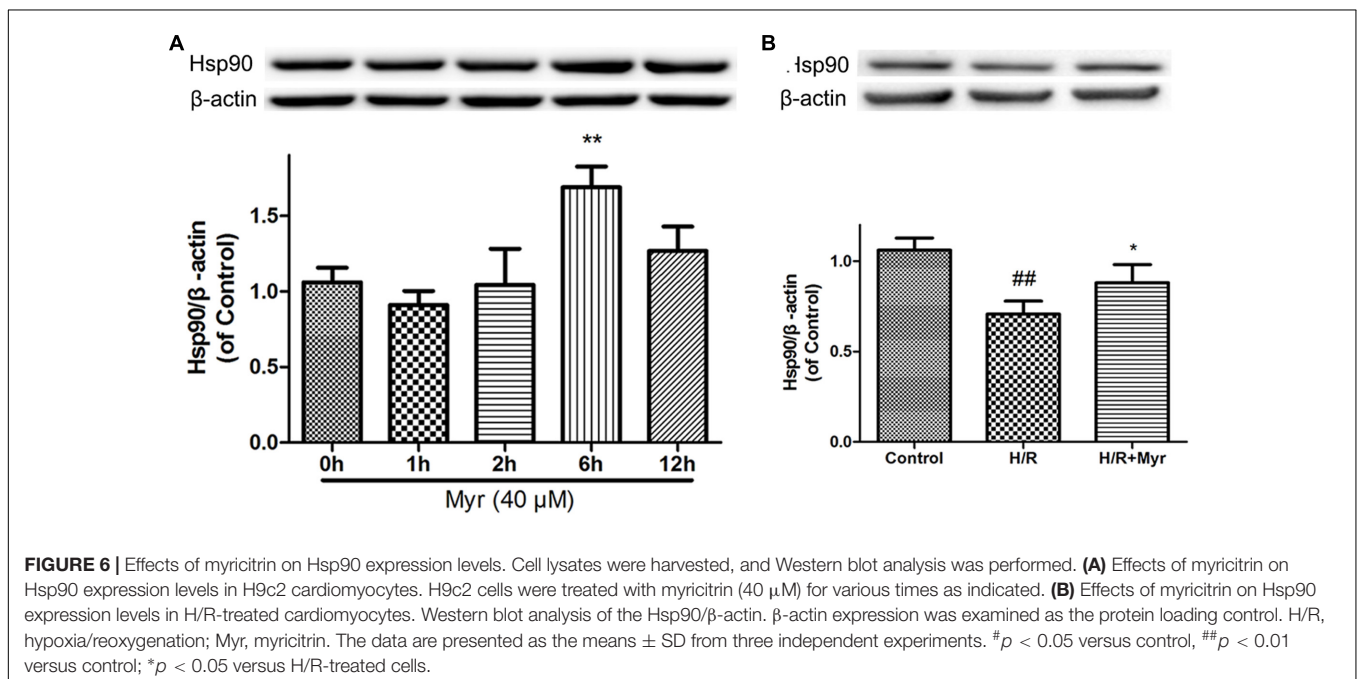 A
Hsp90
β-actin
**
Hsp90/β -actin
(of Control)
1.5
1.0
0.5
0.0
0h 1h 2h 6h 12h
Myr (40 μM)
B
.Hsp90
β-actin
Hsp90/β -actin
(of Control)
1.0
0.5
0.0
##
*
Control H/R H/R+Myr
FIGURE 6 | Effects of myricitrin on Hsp90 expression levels. Cell lysates were harvested, and Western blot analysis was performed. (A) Effects of myricitrin on
Hsp90 expression levels in H9c2 cardiomyocytes. H9c2 cells were treated with myricitrin (40 μM) for various times as indicated. (B) Effects of myricitrin on Hsp90
expression levels in H/R-treated cardiomyocytes. Western blot analysis of the Hsp90/β-actin. β-actin expression was examined as the protein loading control. H/R,
hypoxia/reoxygenation; Myr, myricitrin. The data are presented as the means ± SD from three independent experiments. #p < 0.05 versus control, ##p < 0.01
versus control; *p < 0.05 versus H/R-treated cells.